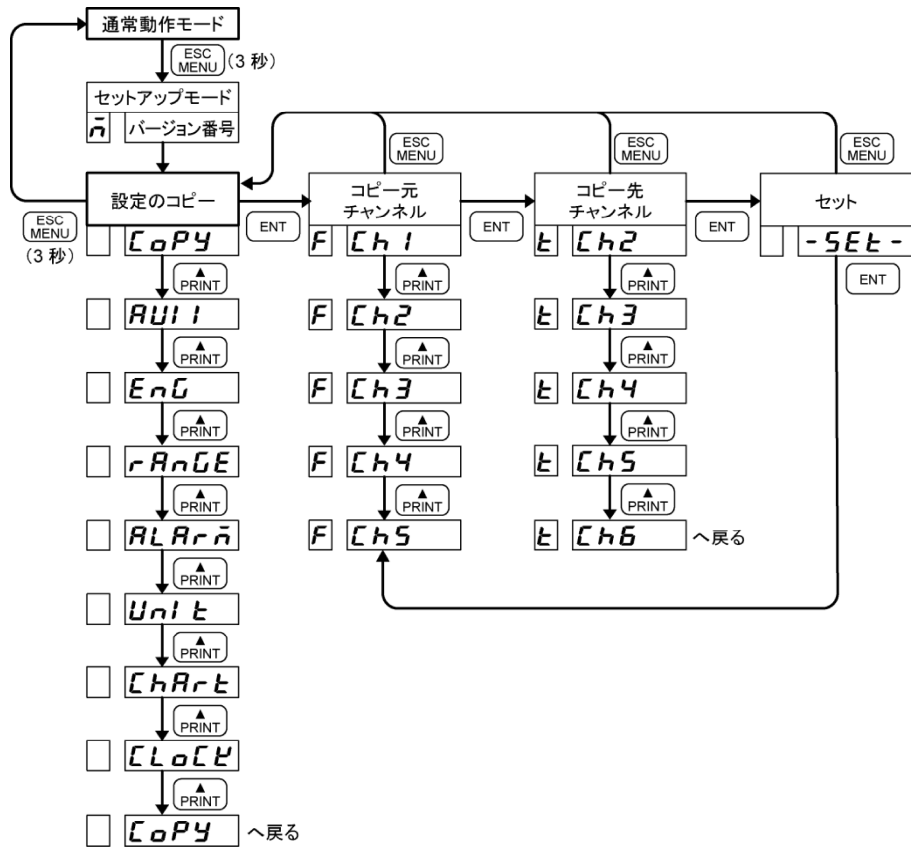 通常動作モード
ESC
MENU
(3 秒)
セットアップモード
n̄ バージョン番号
設定のコピー
ESC
MENU
(3 秒)
CoPY
▲
PRINT
AUI 1
▲
PRINT
EnG
▲
PRINT
rAnGE
▲
PRINT
ALArn̄
▲
PRINT
UnIt
▲
PRINT
ChArt
▲
PRINT
CLoCK
▲
PRINT
CoPY へ戻る
ENT
ESC
MENU
コピー元
チャンネル
F Ch1
▲
PRINT
F Ch2
▲
PRINT
F Ch3
▲
PRINT
F Ch4
▲
PRINT
F Ch5
ENT
ESC
MENU
コピー先
チャンネル
t Ch2
▲
PRINT
t Ch3
▲
PRINT
t Ch4
▲
PRINT
t Ch5
▲
PRINT
t Ch6 へ戻る
ENT
ESC
MENU
セット
-SEt-
ENT